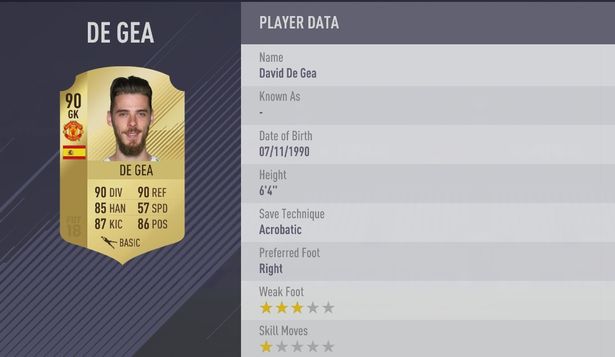 DE GEA
90
GK
DE GEA
90 DIV 90 REF
85 HAN 57 SPD
87 KIC 86 POS
BASIC
FUT
18
PLAYER DATA
Name
David De Gea
Known As
-
Date of Birth
07/11/1990
Height
6'4"
Save Technique
Acrobatic
Preferred Foot
Right
Weak Foot
Skill Moves